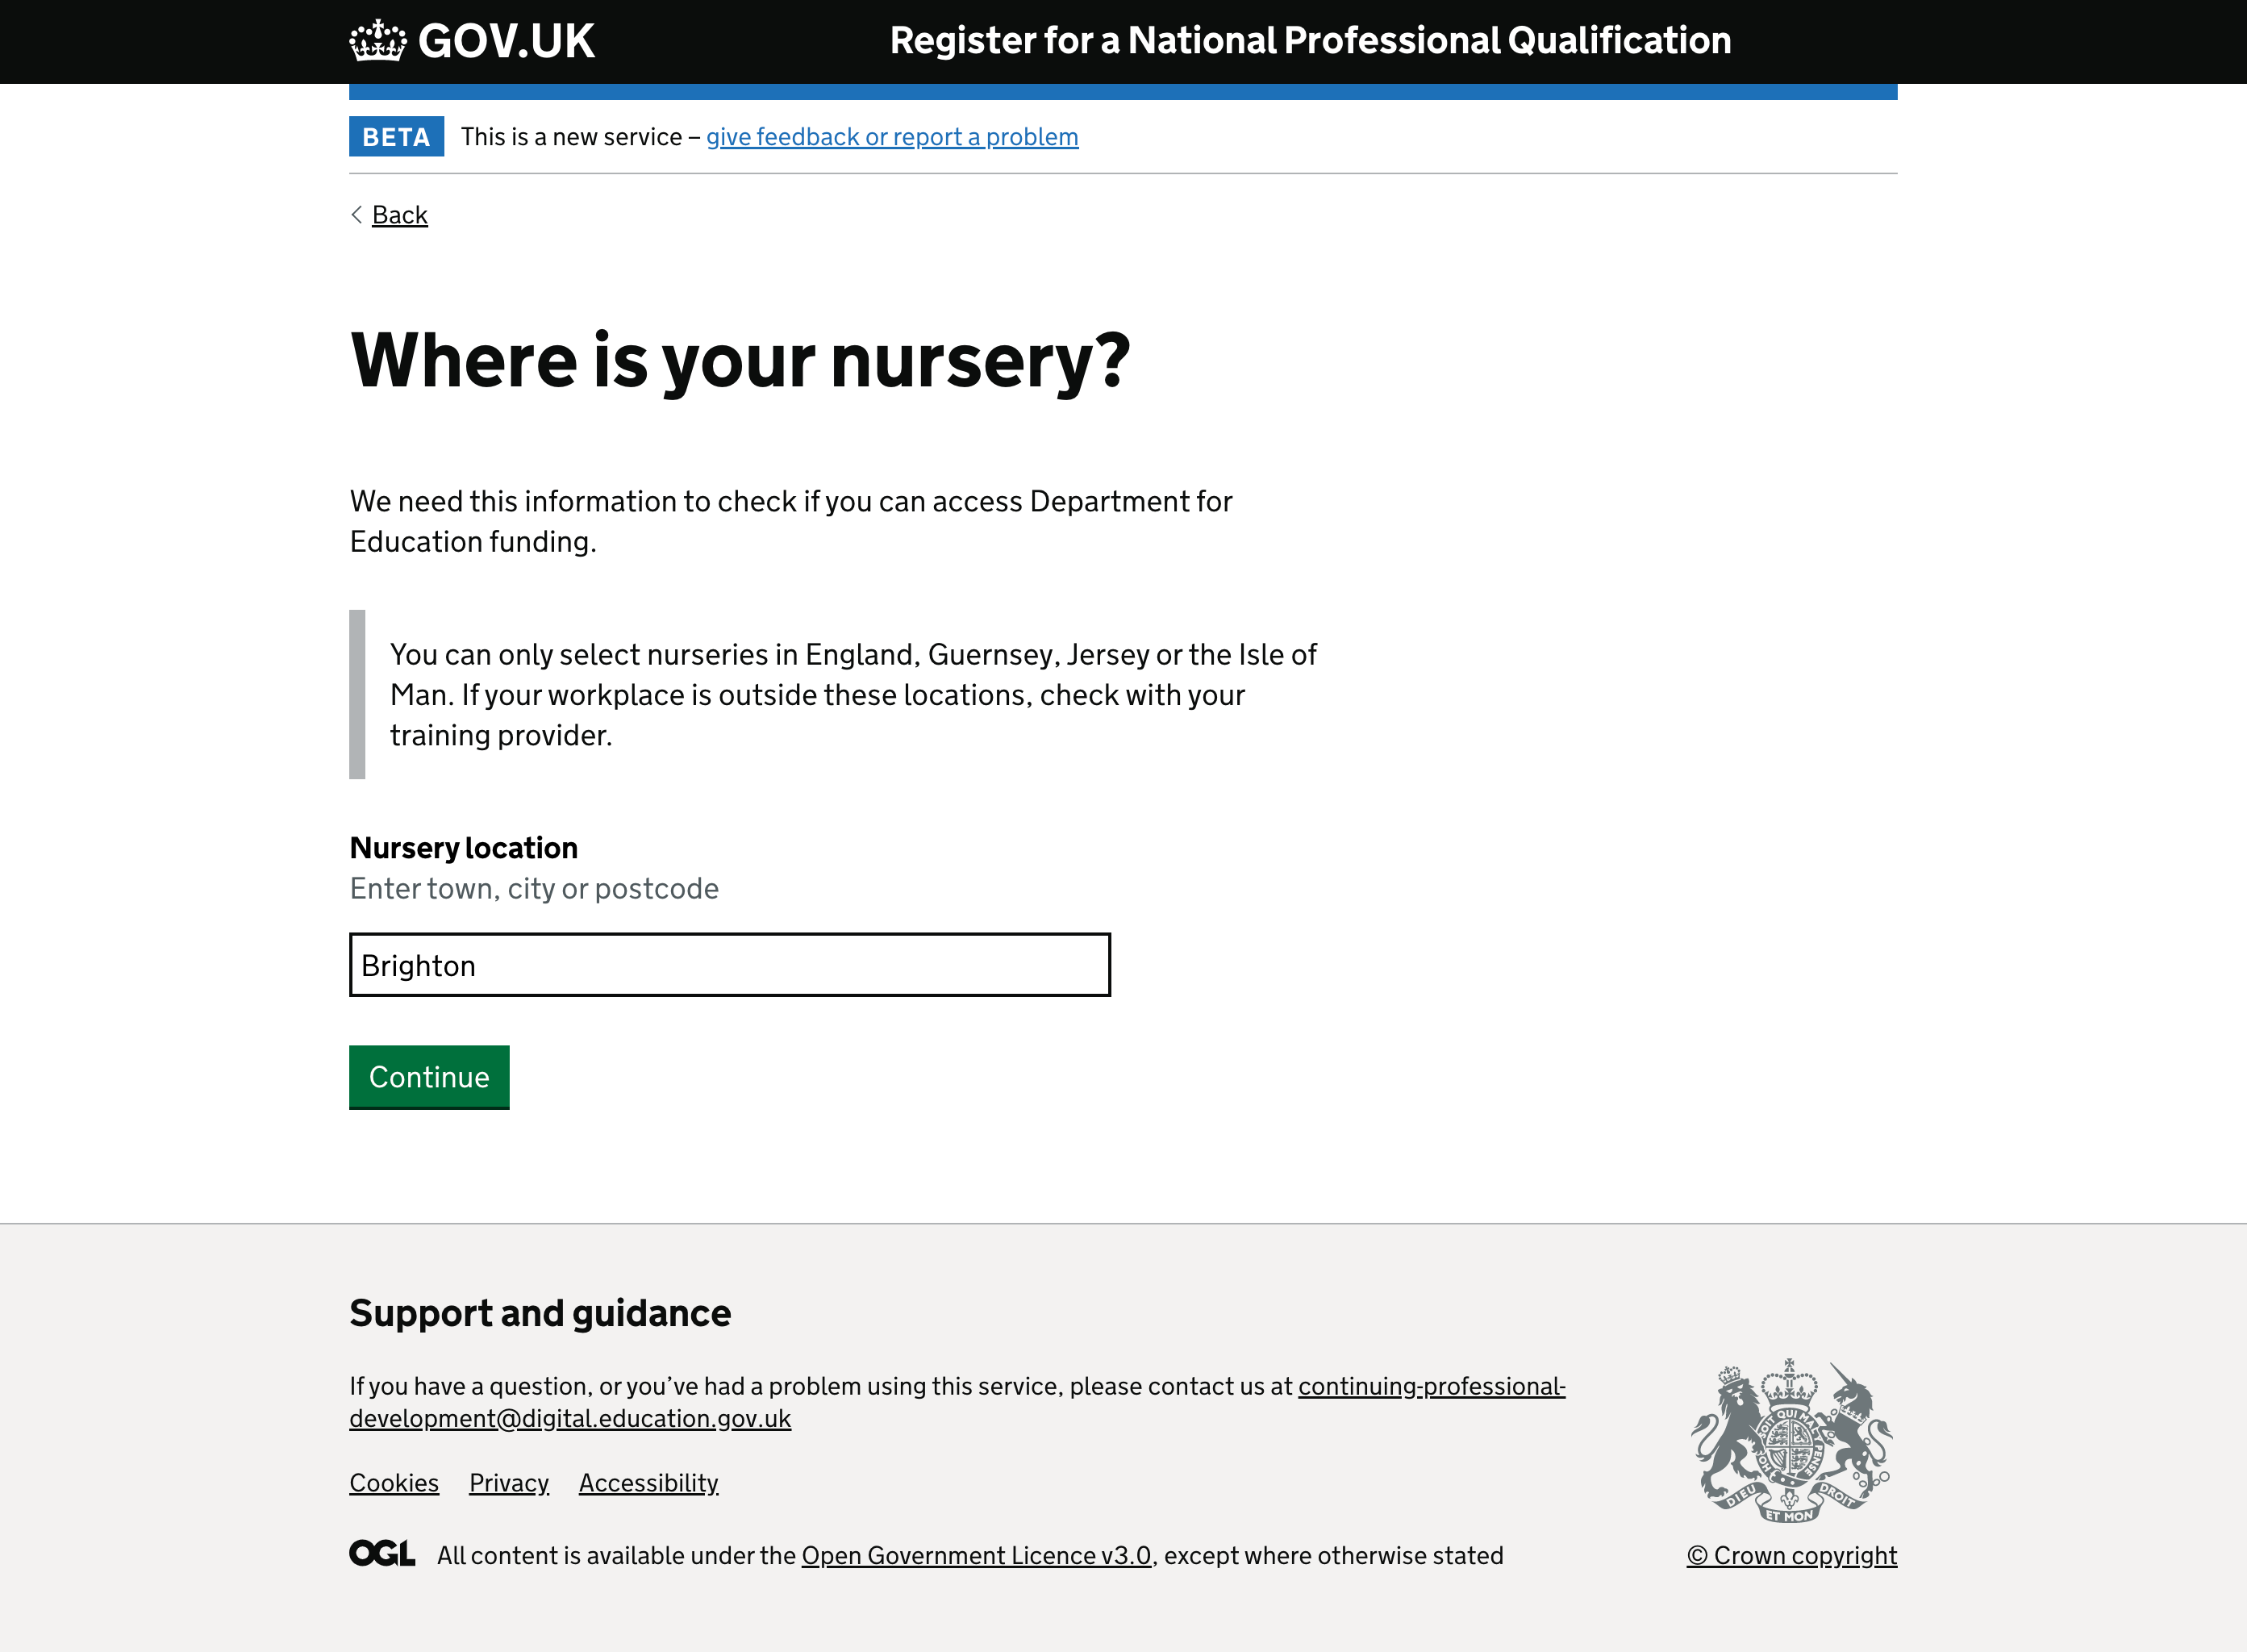 GOV.UK
Register for a National Professional Qualification
BETA This is a new service – give feedback or report a problem
Back
Where is your nursery?
We need this information to check if you can access Department for
Education funding.
You can only select nurseries in England, Guernsey, Jersey or the Isle of
Man. If your workplace is outside these locations, check with your
training provider.
Nursery location
Enter town, city or postcode
Brighton
Continue
Support and guidance
If you have a question, or you’ve had a problem using this service, please contact us at continuing-professional-
development@digital.education.gov.uk
Cookies Privacy Accessibility
DIEU ET MON DROIT
OGL All content is available under the Open Government Licence v3.0, except where otherwise stated
© Crown copyright